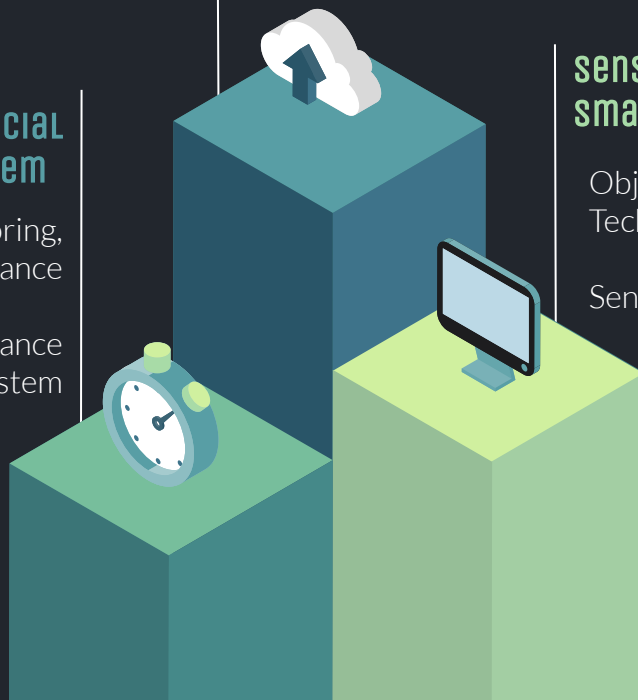 cial
em
oring,
ance
ance
stem
sens
sma
Obj
Tech
Sen